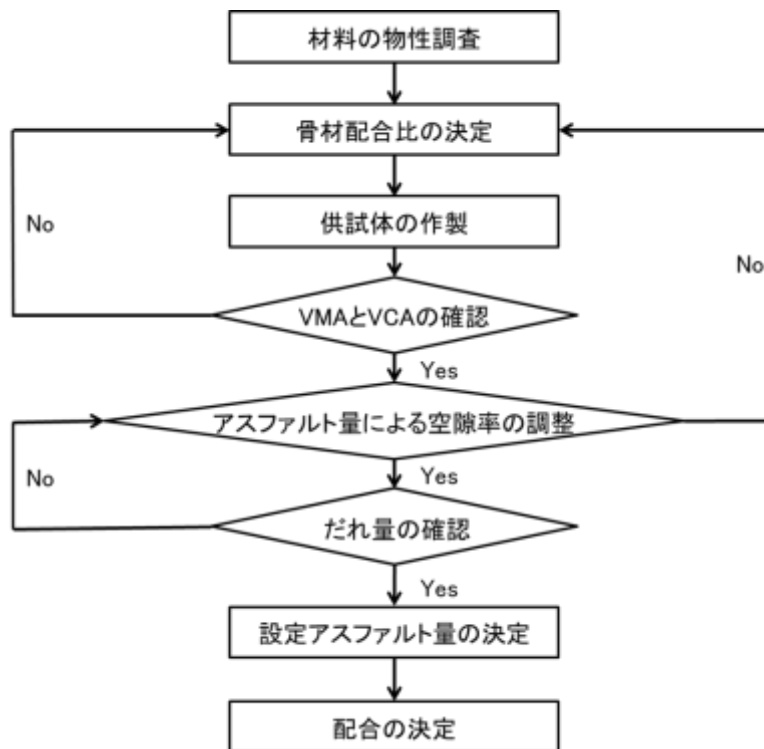 材料の物性調査
骨材配合比の決定
供試体の作製
No
No
VMAとVCAの確認
Yes
アスファルト量による空隙率の調整
No
Yes
だれ量の確認
Yes
設定アスファルト量の決定
配合の決定